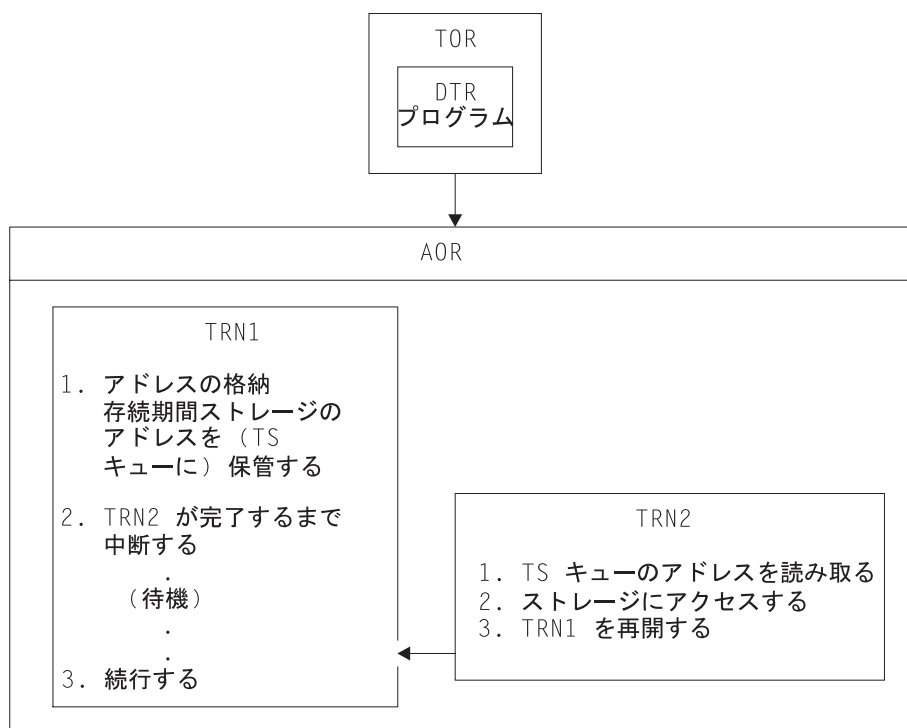 TOR
DTR
プログラム
AOR
TRN1
1. アドレスの格納
存続期間ストレージの
アドレスを (TS
キューに) 保管する
2. TRN2 が完了するまで
中断する
.
(待機)
.
.
3. 続行する
TRN2
1. TS キューのアドレスを読み取る
2. ストレージにアクセスする
3. TRN1 を再開する